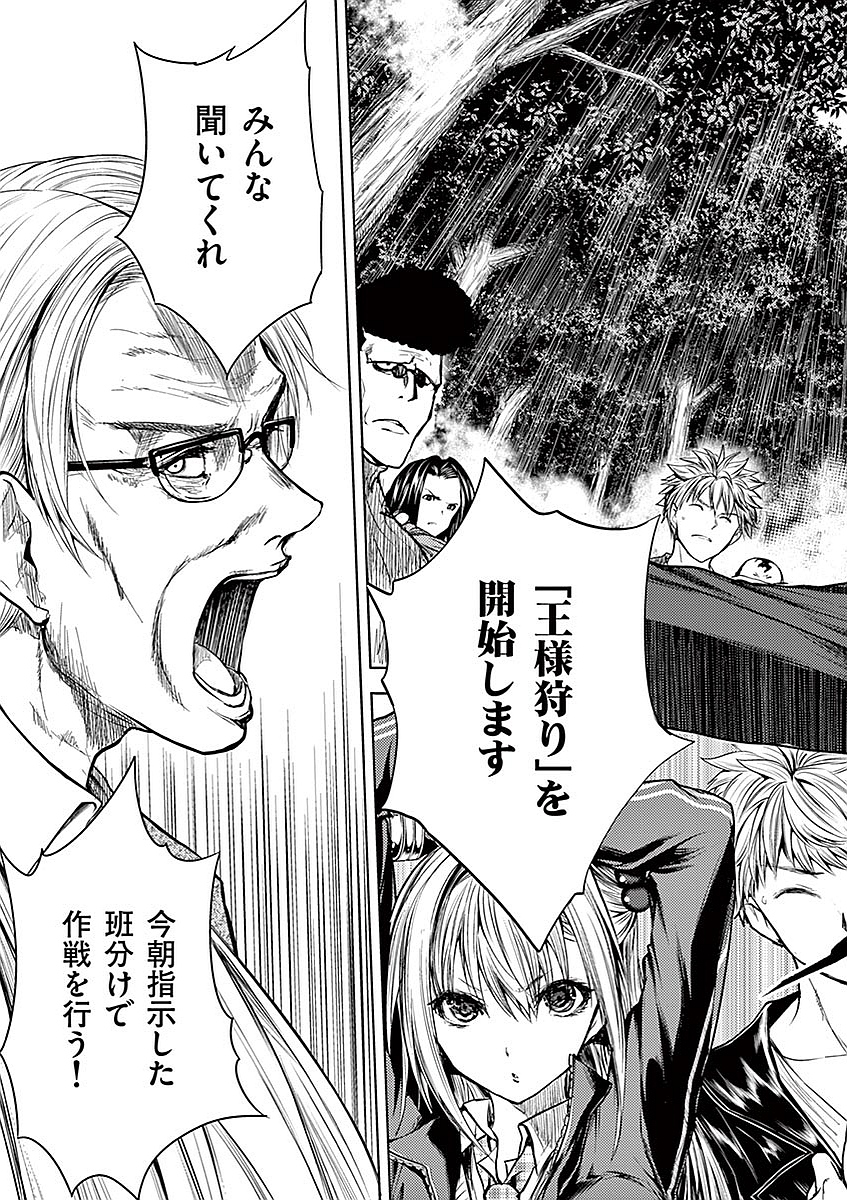 「王様狩り」を
開始します
みんな
聞いてくれ
今朝指示した
班分けで
作戦を行う！